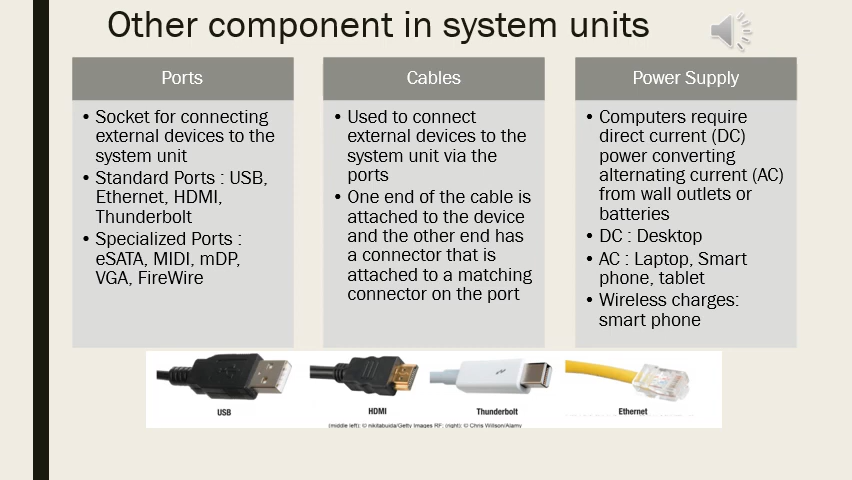 Other component in system units
Ports
• Socket for connecting
external devices to the
system unit
• Standard Ports : USB,
Ethernet, HDMI,
Thunderbolt
• Specialized Ports :
eSATA, MIDI, mDP,
VGA, FireWire
Cables
• Used to connect
external devices to the
system unit via the
ports
• One end of the cable is
attached to the device
and the other end has
a connector that is
attached to a matching
connector on the port
Power Supply
• Computers require
direct current (DC)
power converting
alternating current (AC)
from wall outlets or
batteries
• DC : Desktop
• AC : Laptop, Smart
phone, tablet
• Wireless charges:
smart phone
USB
HDMI
Thunderbolt
Ethernet
(middle left): © nikitabuida/Getty Images RF; (right): © Chris Willson/Alamy